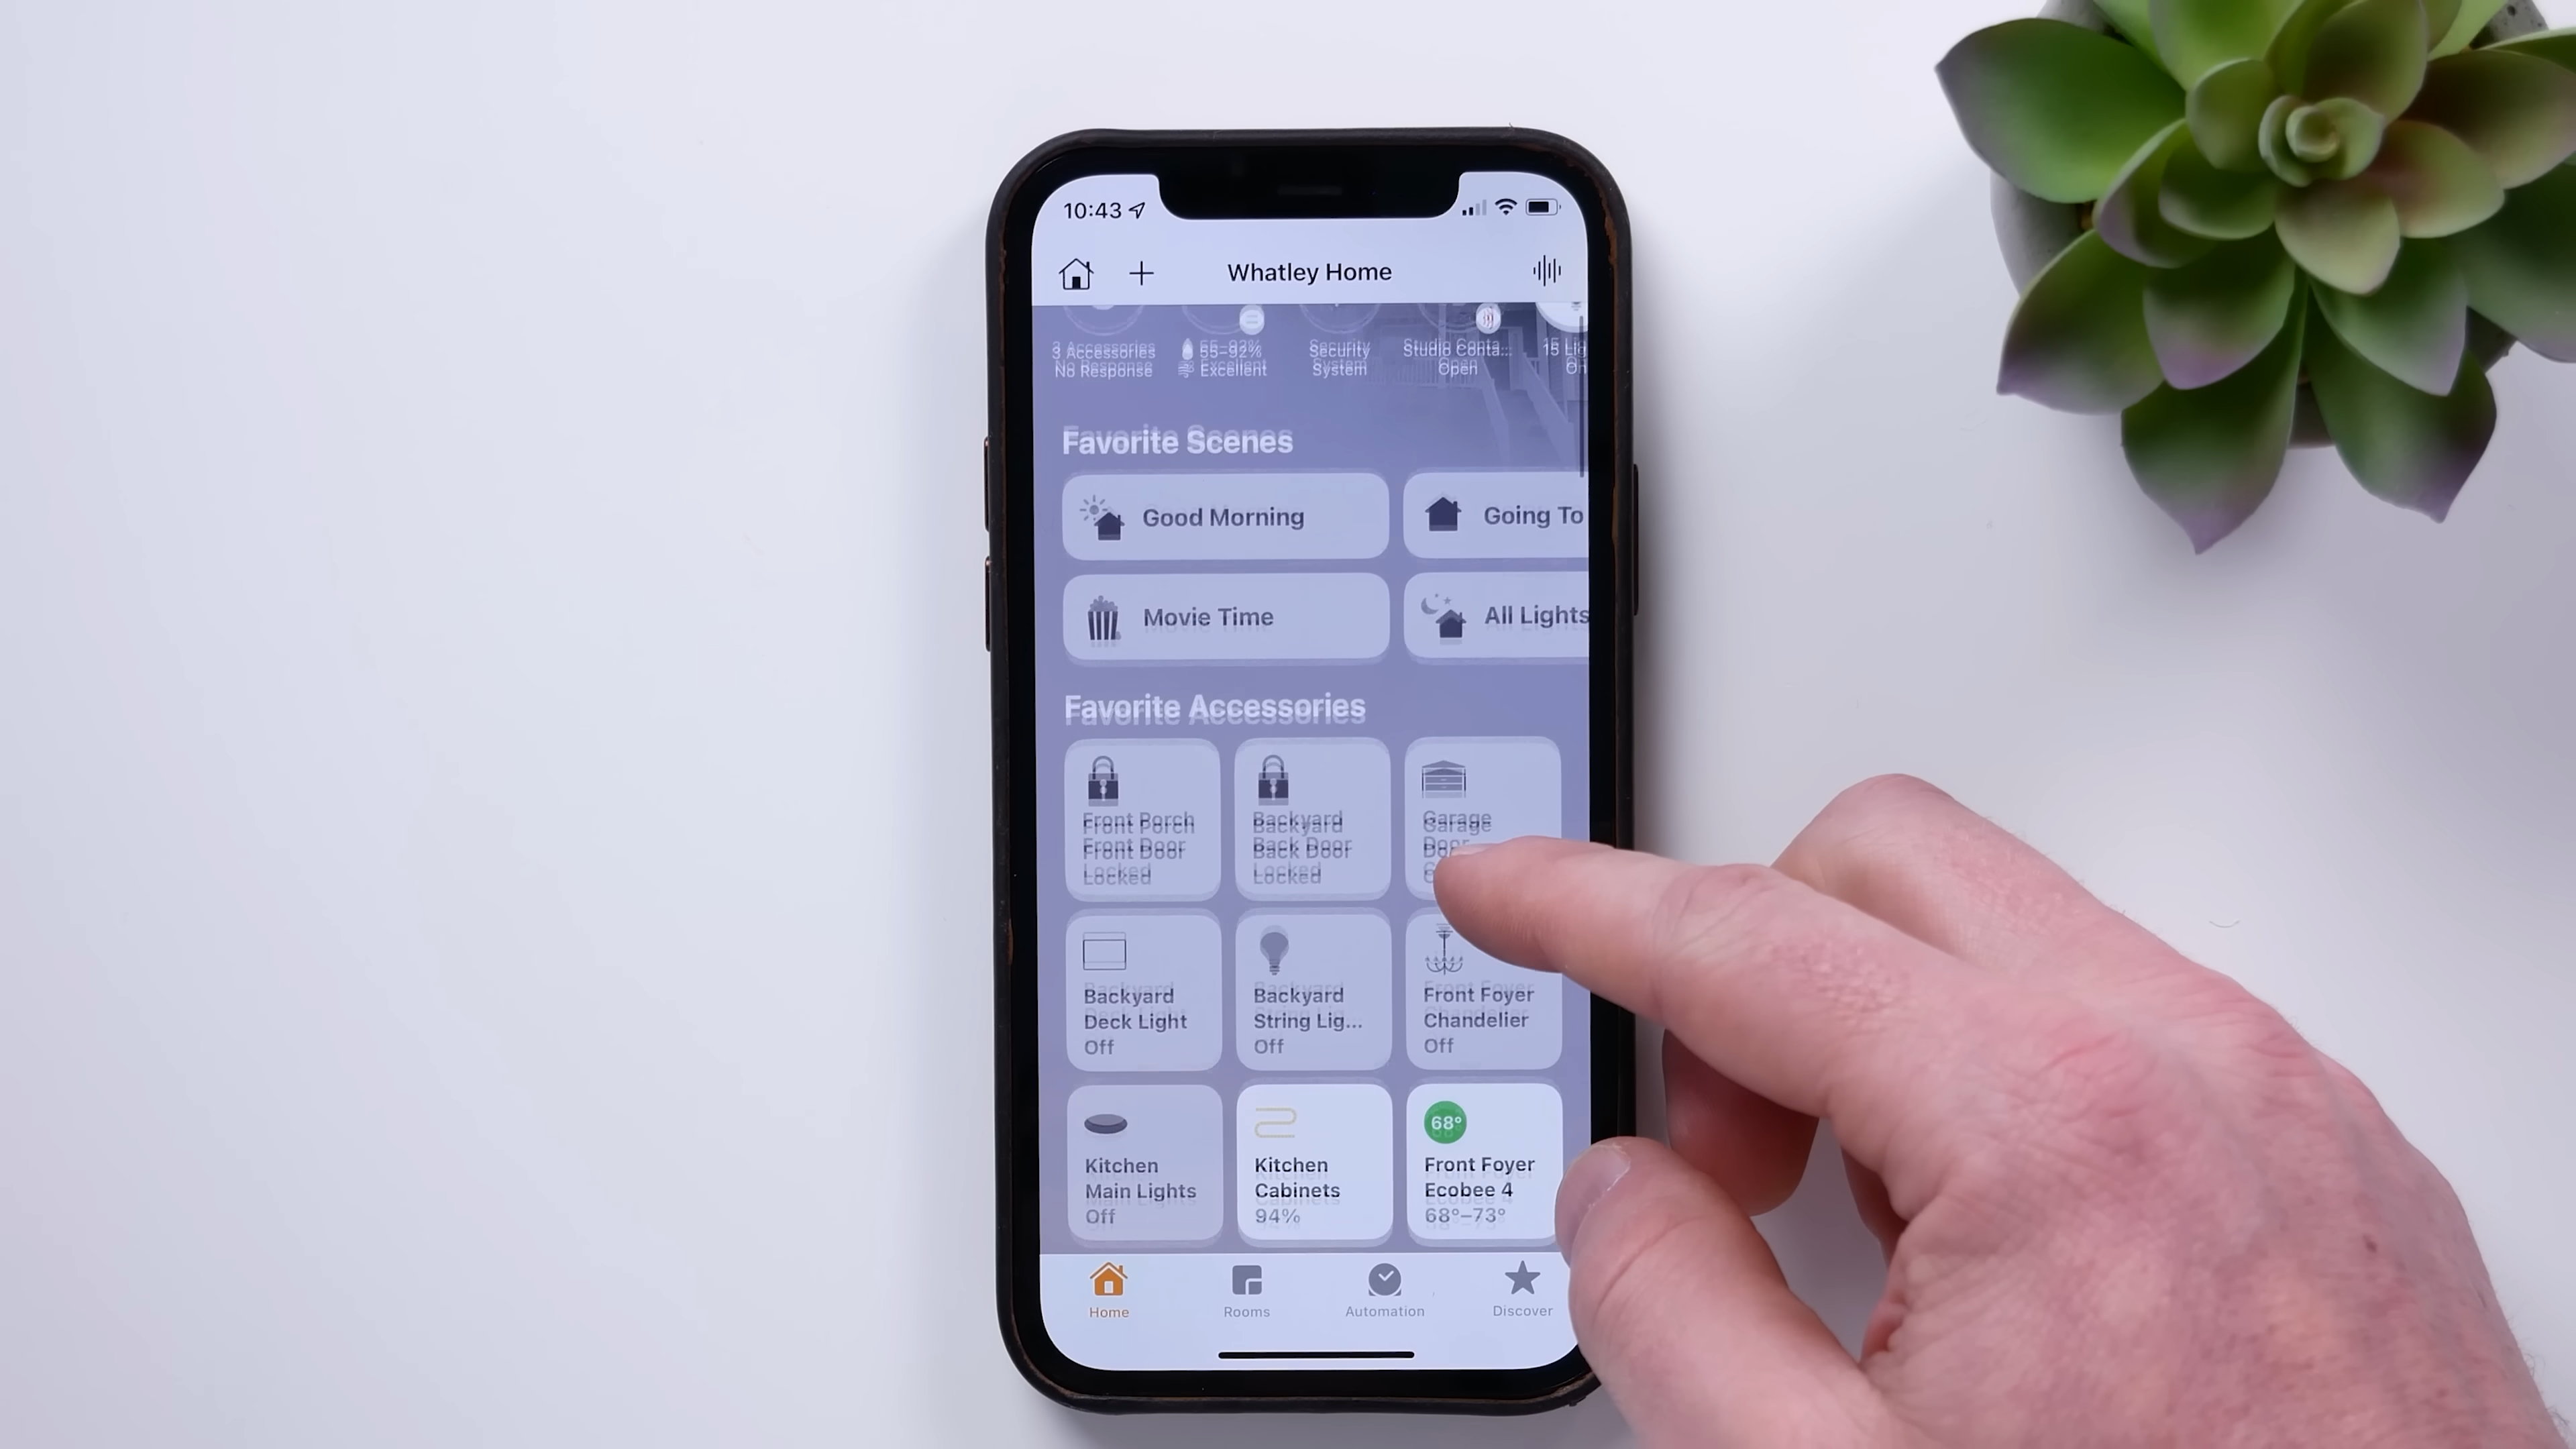 10:43
Whatley Home
3 Accessories
No Response
55-92%
Excellent
Security
System
Studio Conta...
Open
15
Favorite Scenes
Good Morning
Going To
Movie Time
All Lights
Favorite Accessories
Front Porch
Front Door
Locked
Backyard
Back Door
Locked
Garage
Door
Backyard
Deck Light
Off
Backyard
String Lig...
Off
Front Foyer
Chandelier
Off
Kitchen
Main Lights
Off
Kitchen
Cabinets
94%
68°
Front Foyer
Ecobee 4
68°–73°
Home
Rooms
Automation
Discover